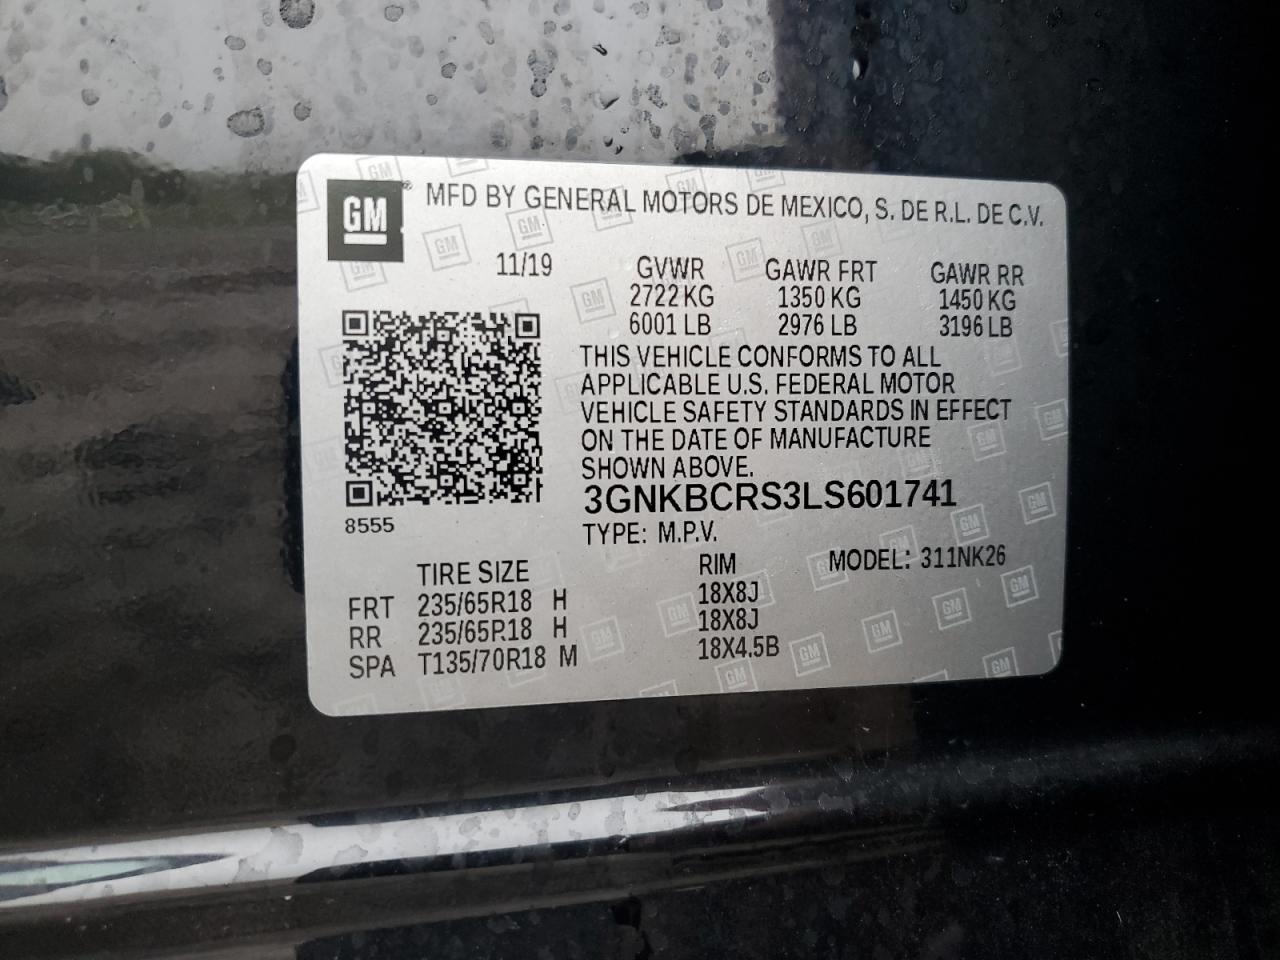 GM® MFD BY GENERAL MOTORS DE MEXICO, S. DE R.L. DE C.V.
11/19 GVWR GAWR FRT GAWR RR
2722 KG 1350 KG 1450 KG
6001 LB 2976 LB 3196 LB
THIS VEHICLE CONFORMS TO ALL
APPLICABLE U.S. FEDERAL MOTOR
VEHICLE SAFETY STANDARDS IN EFFECT
ON THE DATE OF MANUFACTURE
SHOWN ABOVE.
3GNKBCRS3LS601741
8555
TYPE: M.P.V.
MODEL: 311NK26
TIRE SIZE RIM
FRT 235/65R18 H 18X8J
RR 235/65R18 H 18X8J
SPA T135/70R18 M 18X4.5B